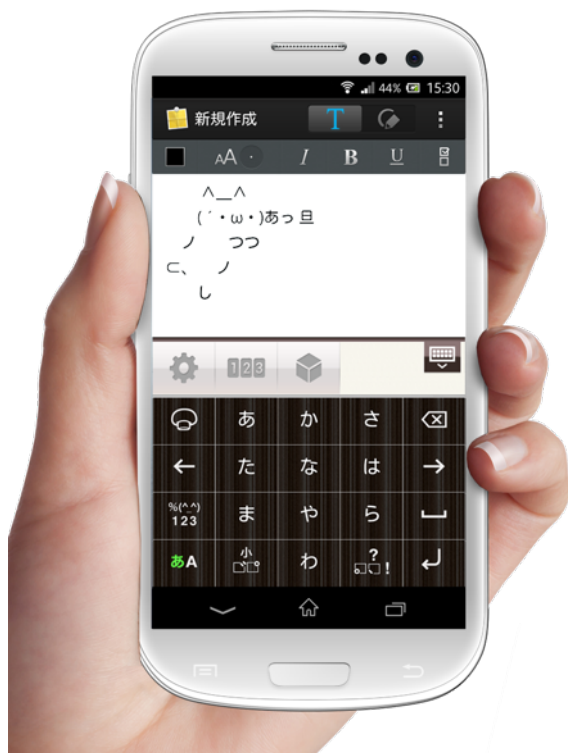 44% 15:30
新規作成 T
AA I B U
∧__∧
(´・ω・)あっ 旦
ノ つつ
⊂、 ノ
し
123
あ か さ
← た な は →
%(^_^)
123 ま や ら
あA 小 わ ?!